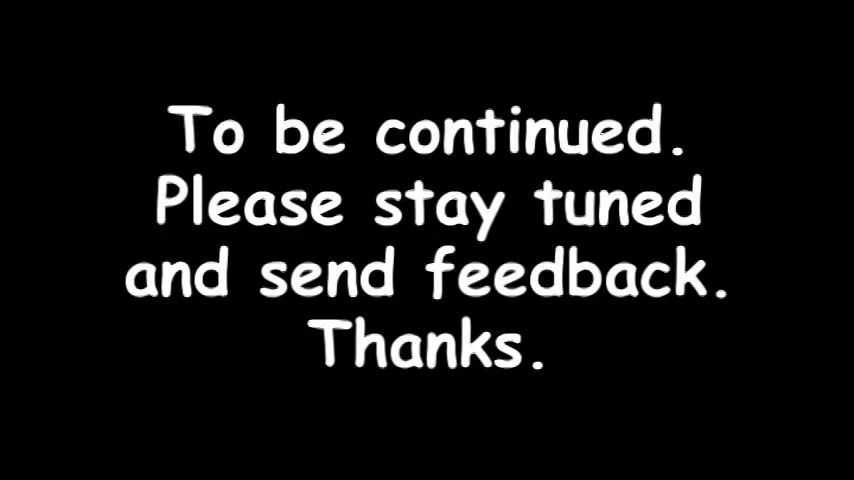 To be continued.
Please stay tuned
and send feedback.
Thanks.